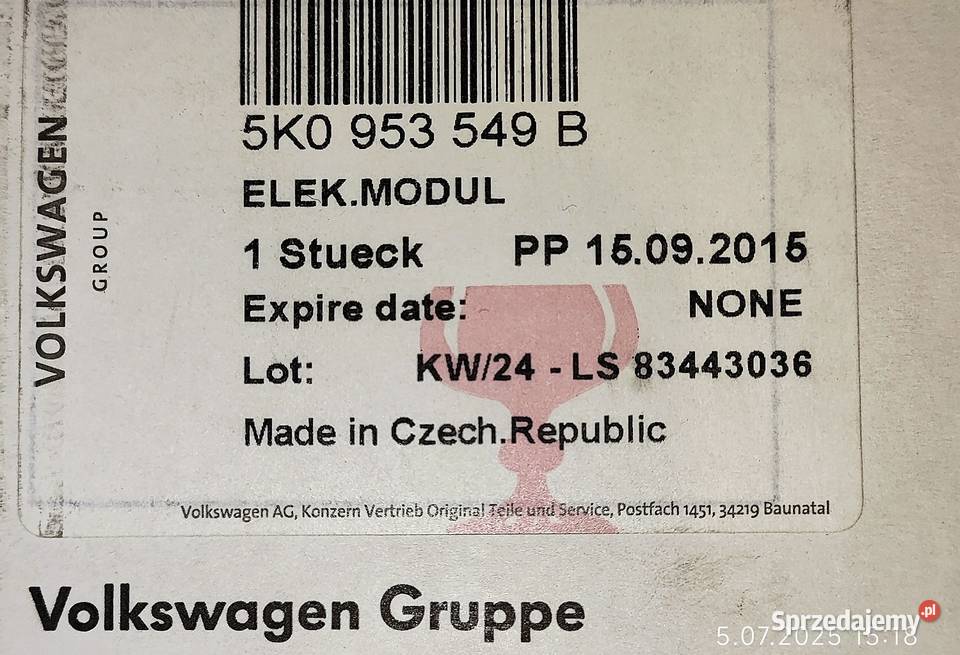 VOLKSWAGEN
GROUP
5K0 953 549 B
ELEK.MODUL
1 Stueck PP 15.09.2015
Expire date: NONE
Lot: KW/24 - LS 83443036
Made in Czech.Republic
Volkswagen AG, Konzern Vertrieb Original Teile und Service, Postfach 1451, 34219 Baunatal
Volkswagen Gruppe
Sprzedajemy.pl
5.07.2025 15:18